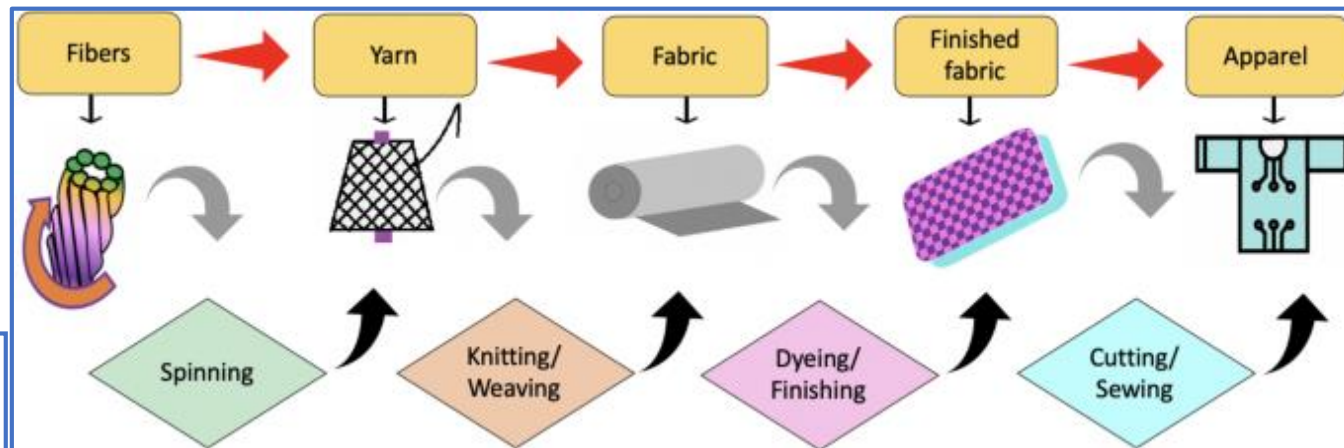 Fibers
Yarn
Fabric
Finished
fabric
Apparel
Spinning
Knitting/
Weaving
Dyeing/
Finishing
Cutting/
Sewing